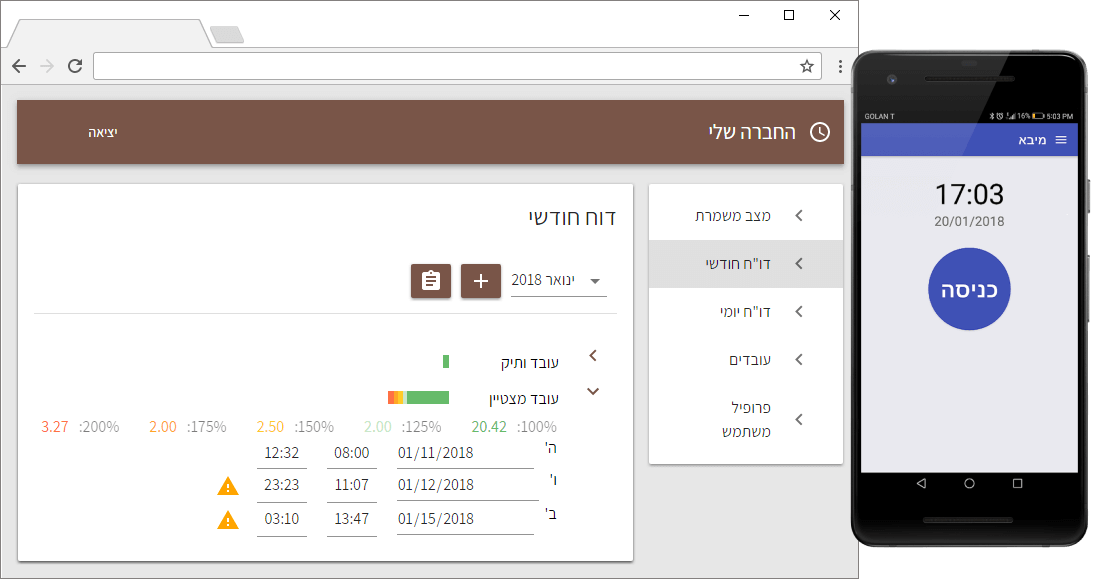 החברה שלי
יציאה
מצב משמרת
דו"ח חודשי
דו"ח יומי
עובדים
פרופיל
משתמש
דוח חודשי
ינואר 2018
עובד ותיק
עובד מצטיין
100%: 20.42 125%: 2.00 150%: 2.50 175%: 2.00 200%: 3.27
ה' 01/11/2018 08:00 12:32
ו' 01/12/2018 11:07 23:23
ב' 01/15/2018 13:47 03:10
GOLAN T 16% 5:03 PM
מיבא
17:03
20/01/2018
כניסה